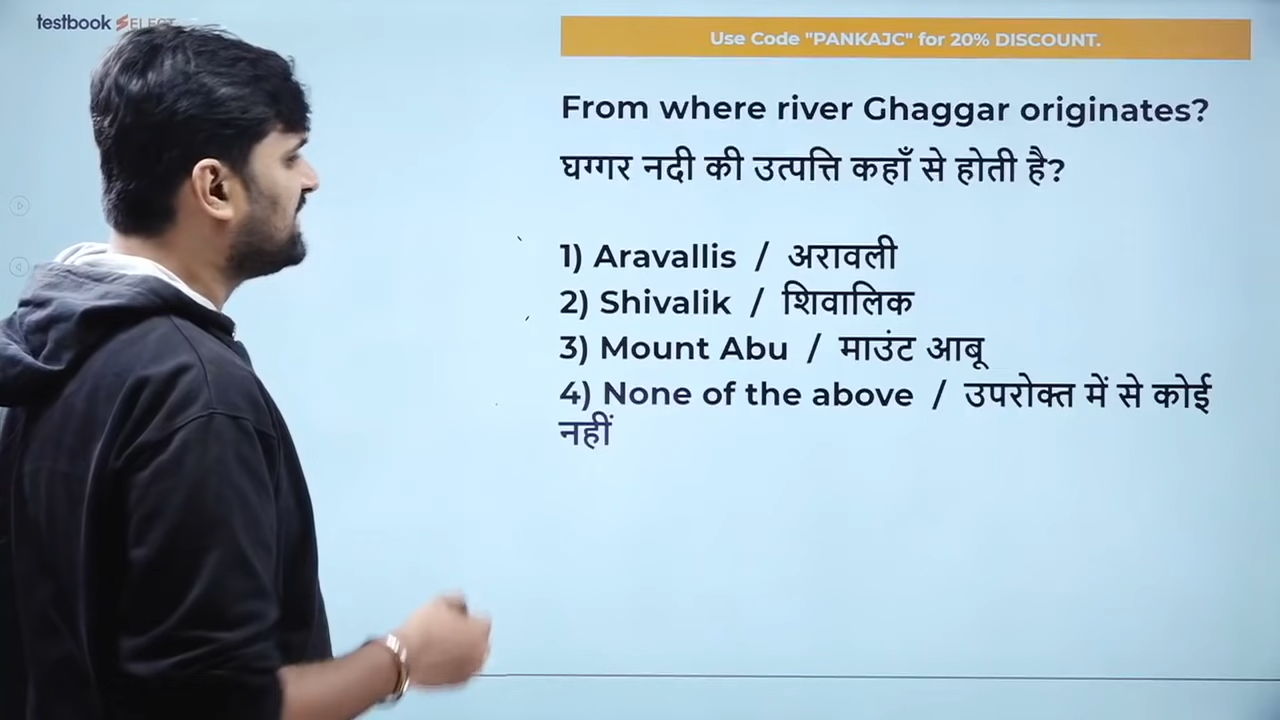 testbook SELECT
Use Code "PANKAJC" for 20% DISCOUNT.
From where river Ghaggar originates?
घग्गर नदी की उत्पत्ति कहाँ से होती है?
1) Aravallis / अरावली
2) Shivalik / शिवालिक
3) Mount Abu / माउंट आबू
4) None of the above / उपरोक्त में से कोई
नहीं